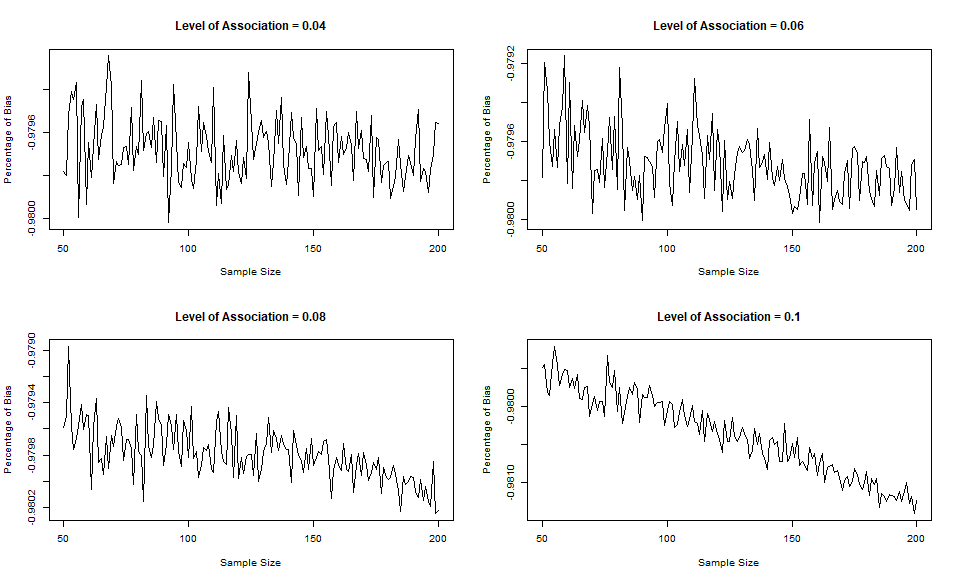 Level of Association = 0.04
Percentage of Bias
-0.9796
-0.9800
50
100
150
200
Sample Size
Level of Association = 0.06
Percentage of Bias
-0.9792
-0.9796
-0.9800
50
100
150
200
Sample Size
Level of Association = 0.08
Percentage of Bias
-0.9790
-0.9794
-0.9798
-0.9802
50
100
150
200
Sample Size
Level of Association = 0.1
Percentage of Bias
-0.9800
-0.9810
50
100
150
200
Sample Size